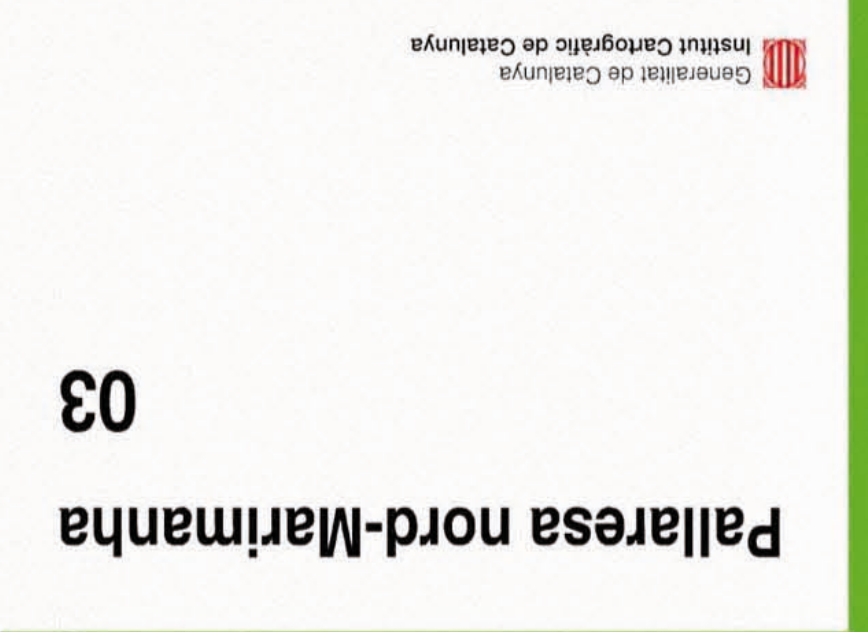 Pallaresa nord-Marimanha
03
Generalitat de Catalunya
Institut Cartogràfic de Catalunya